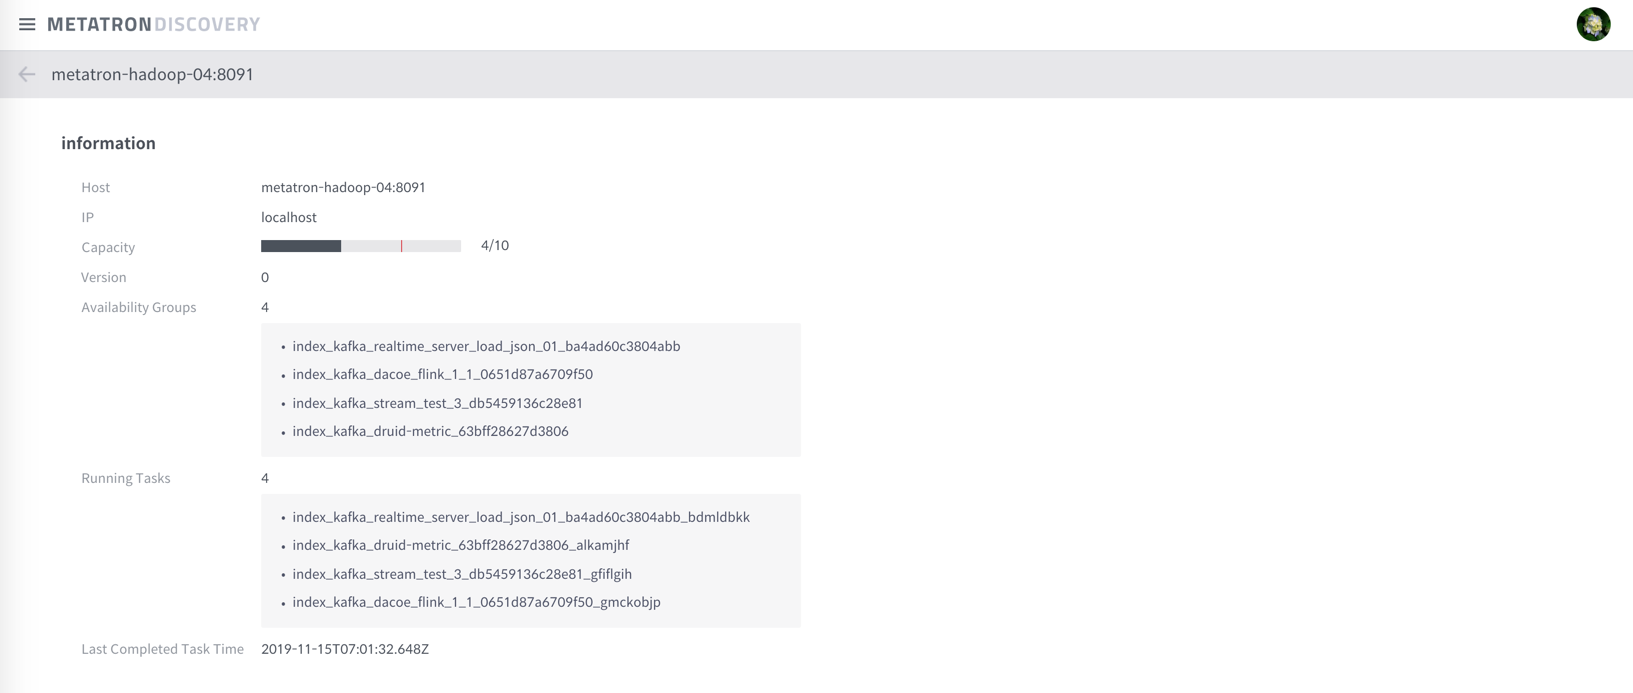 METATRONDISCOVERY
metatron-hadoop-04:8091
information
Host metatron-hadoop-04:8091
IP localhost
Capacity 4/10
Version 0
Availability Groups 4
• index_kafka_realtime_server_load_json_01_ba4ad60c3804abb
• index_kafka_dacoe_flink_1_1_0651d87a6709f50
• index_kafka_stream_test_3_db5459136c28e81
• index_kafka_druid-metric_63bff28627d3806
Running Tasks 4
• index_kafka_realtime_server_load_json_01_ba4ad60c3804abb_bdmldbkk
• index_kafka_druid-metric_63bff28627d3806_alkamjhf
• index_kafka_stream_test_3_db5459136c28e81_gfiflgih
• index_kafka_dacoe_flink_1_1_0651d87a6709f50_gmckobjp
Last Completed Task Time 2019-11-15T07:01:32.648Z